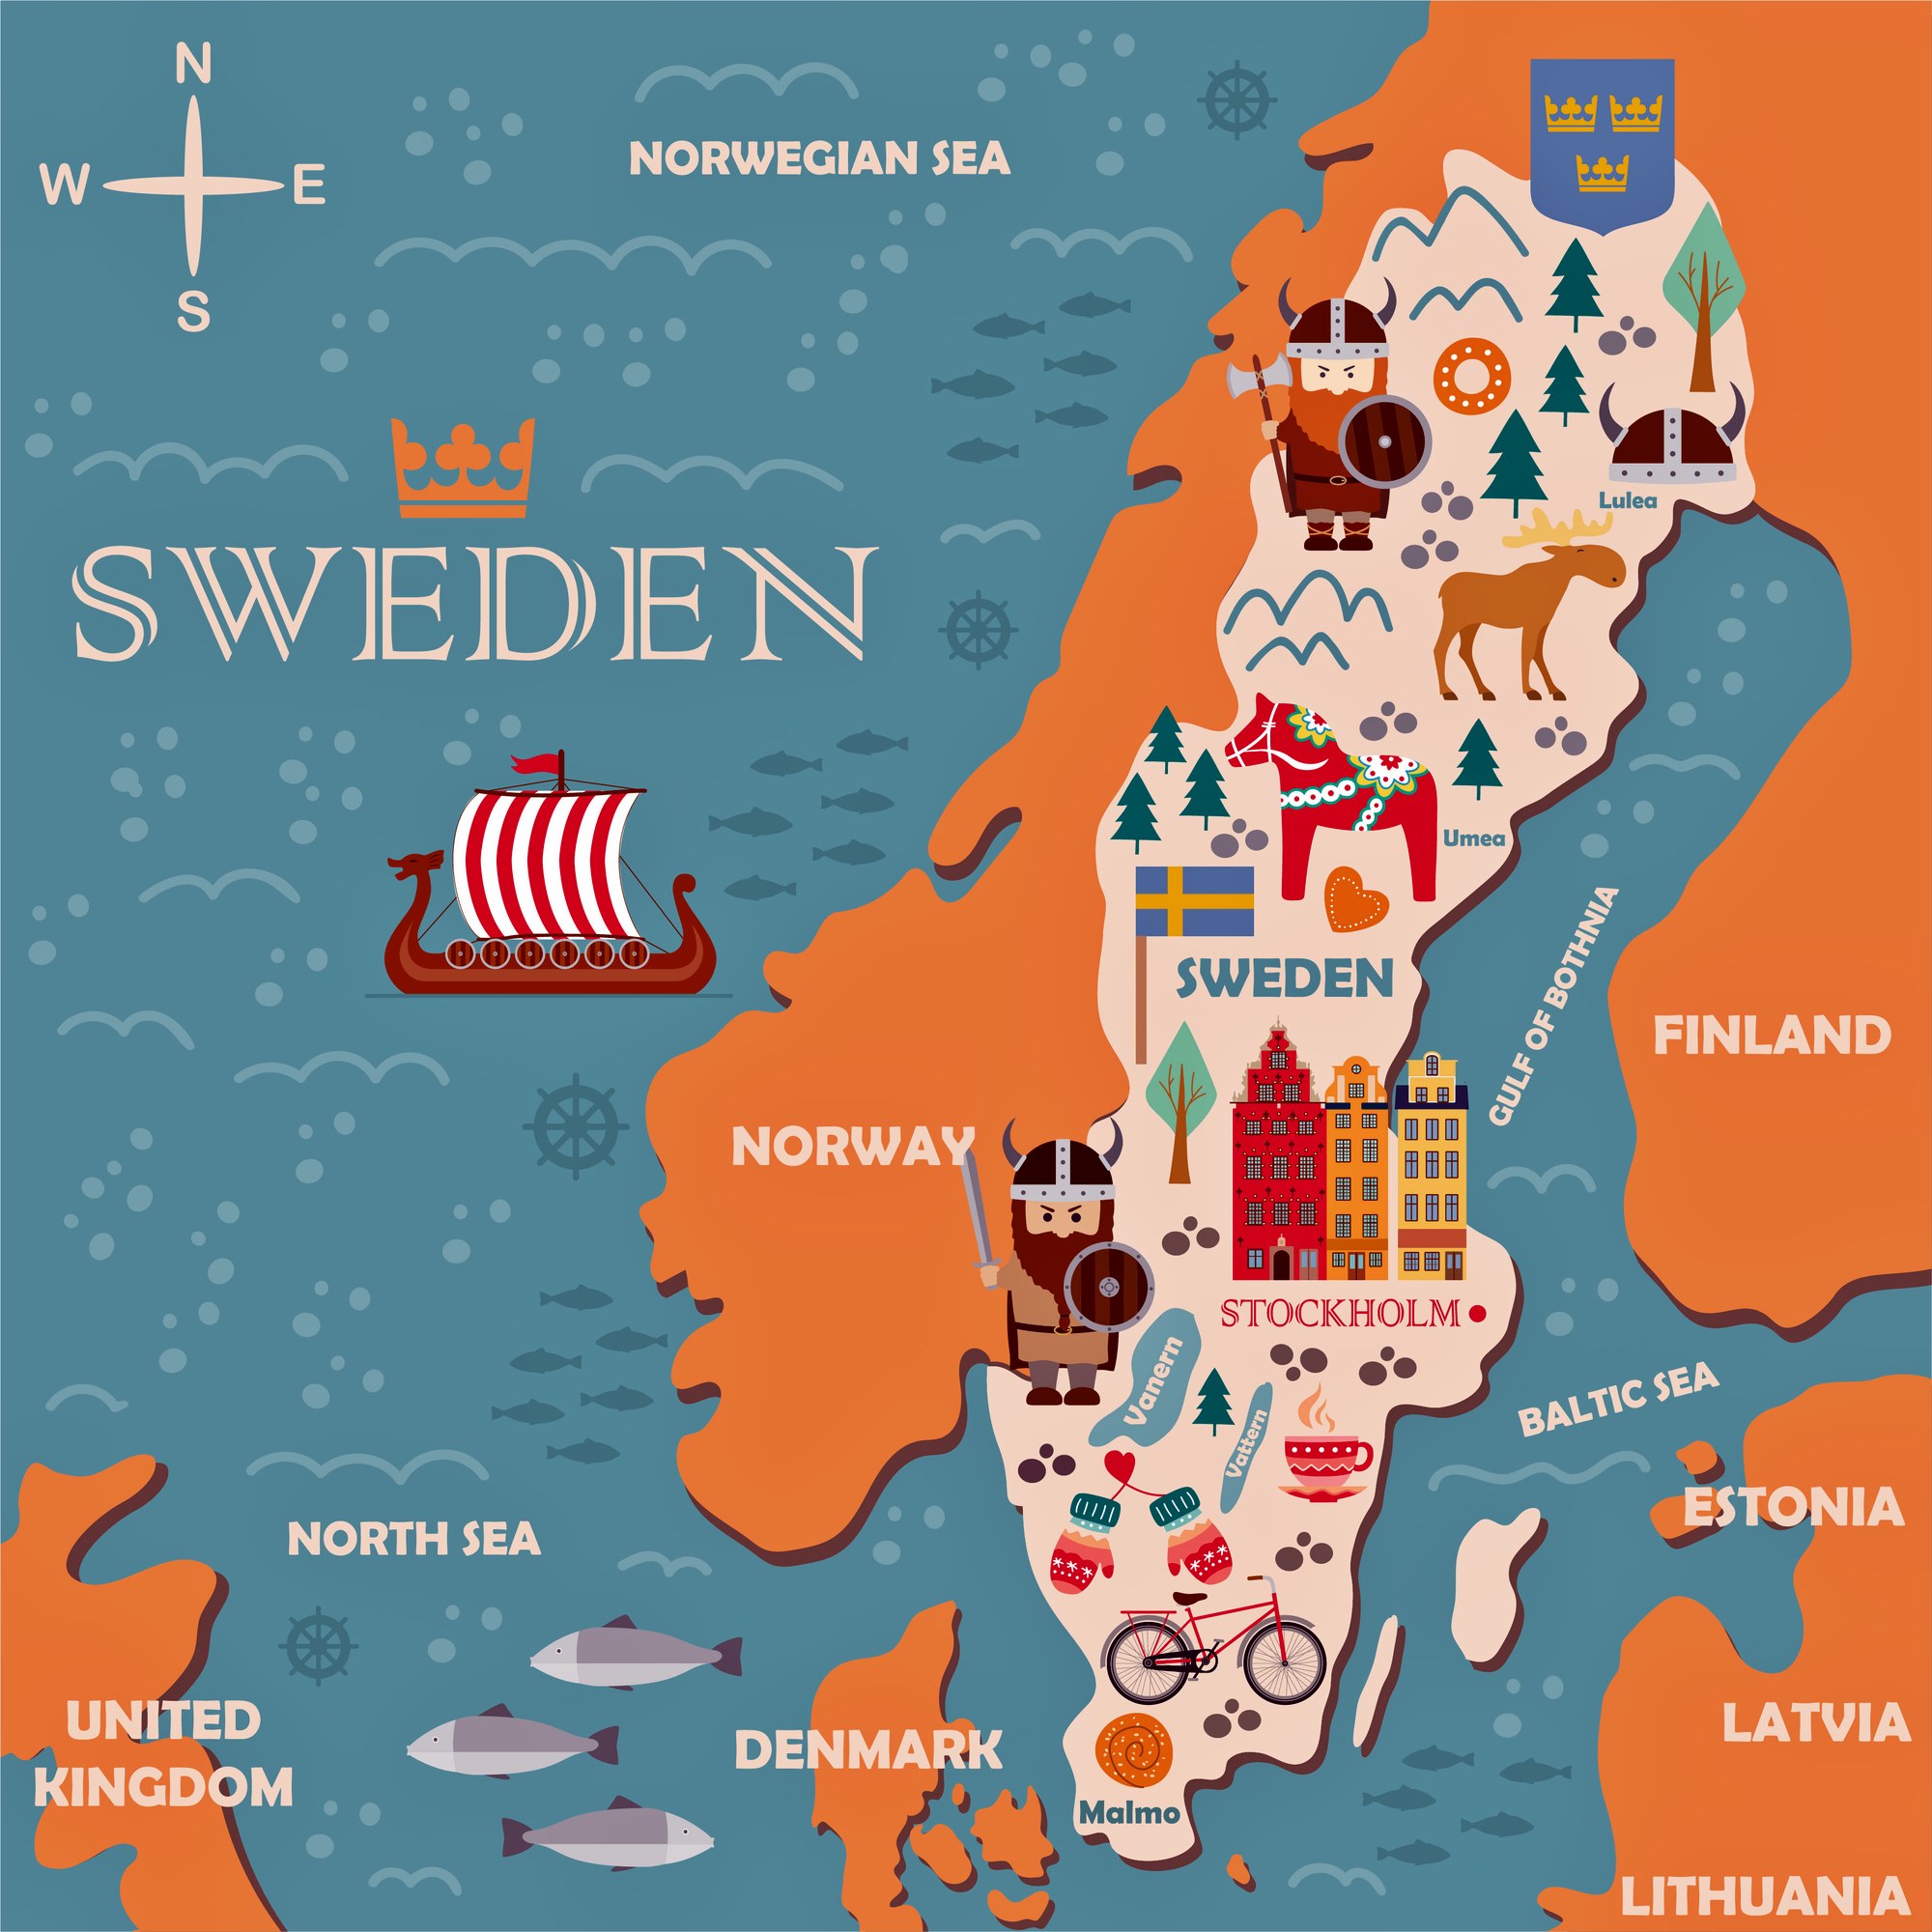 N
W E
S
NORWEGIAN SEA
SWEDEN
Lulea
Umea
SWEDEN
GULF OF BOTHNIA
FINLAND
NORWAY
STOCKHOLM
Vanern
Vattern
BALTIC SEA
ESTONIA
NORTH SEA
UNITED
KINGDOM
DENMARK
LATVIA
Malmo
LITHUANIA